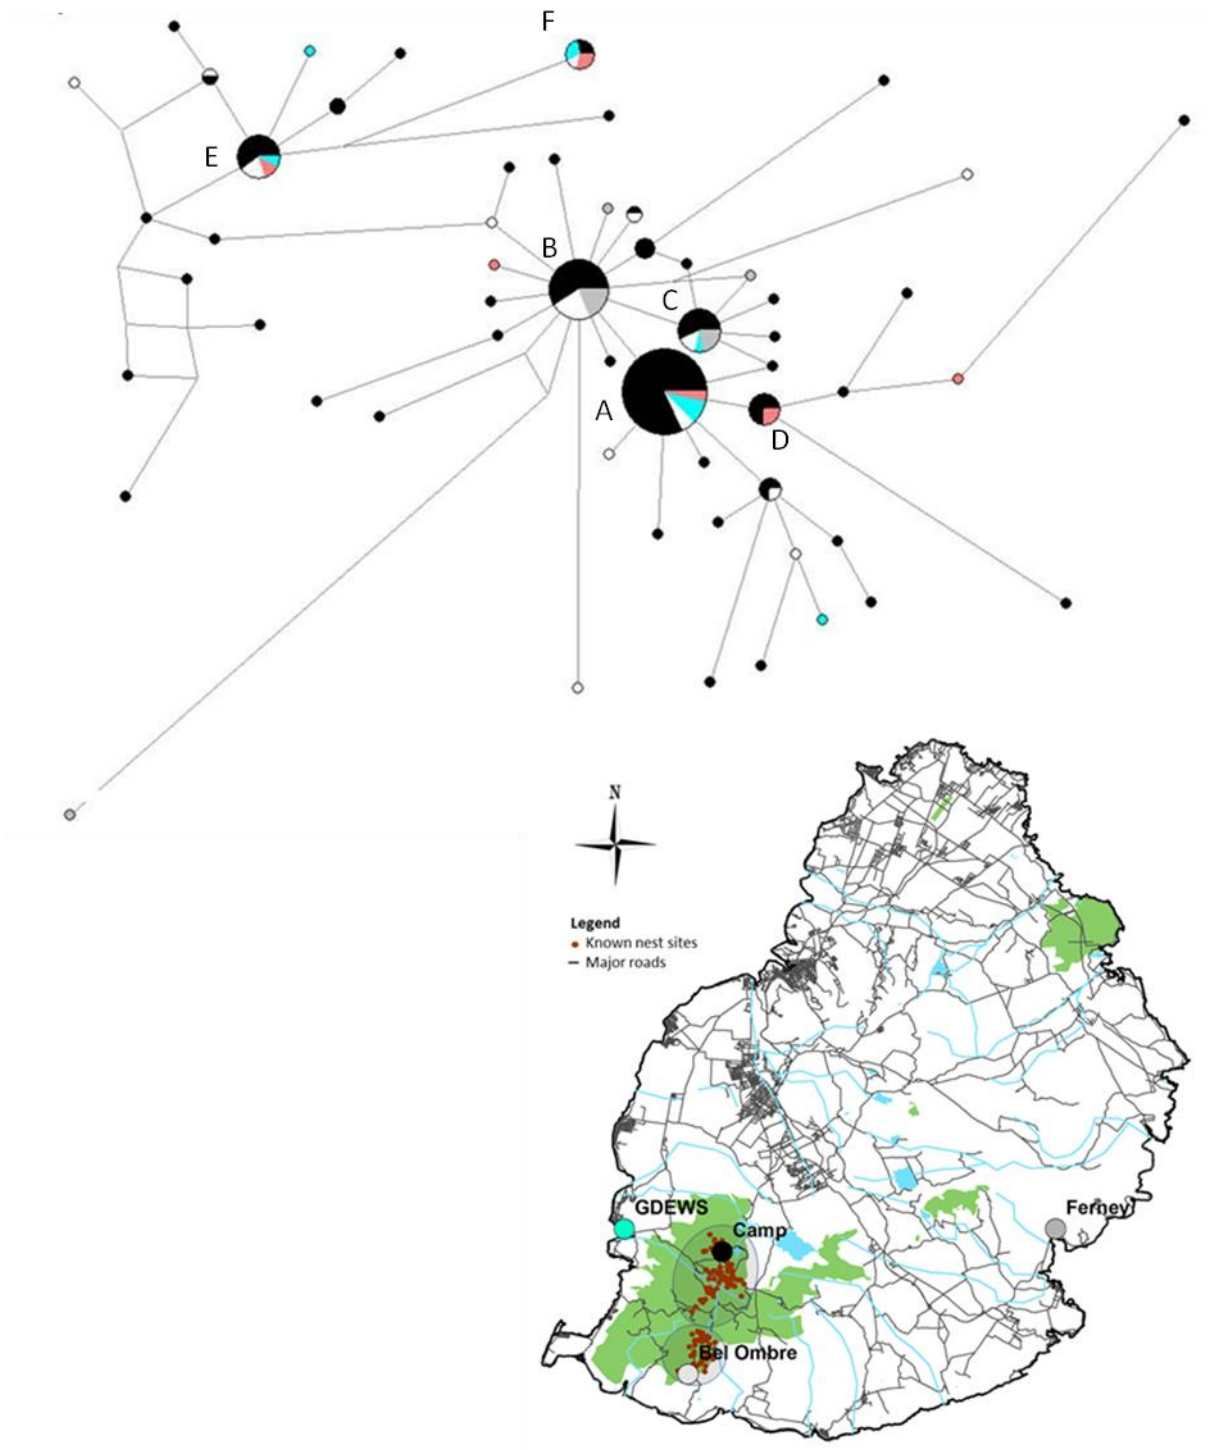 F
E
B
C
A
D
N
Legend
Known nest sites
Major roads
GDEWS
Ferney
Camp
Bel Ombre